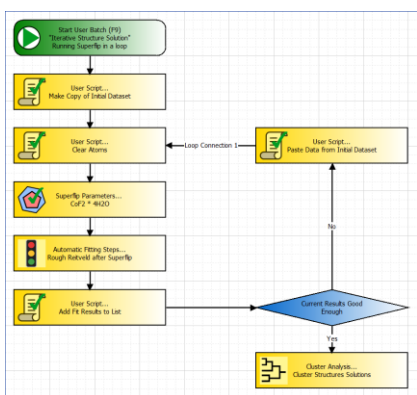 Start User Batch (F9)
"Iterative Structure Solution"
Running Superflip in a loop
User Script...
Make Copy of Initial Dataset
User Script...
Clear Atoms
Loop Connection 1
User Script...
Paste Data from Initial Dataset
Superflip Parameters...
CoF2 * 4H2O
No
Automatic Fitting Steps...
Rough Rietveld after Superflip
User Script...
Add Fit Results to List
Current Results Good
Enough
Yes
Cluster Analysis...
Cluster Structures Solutions